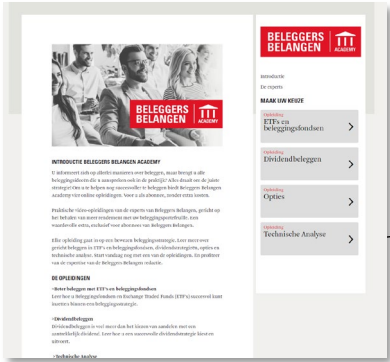 BELEGGERS
BELANGEN
ACADEMY
INTRODUCTIE BELEGGERS BELANGEN ACADEMY
U informeert zich op allerlei manieren over beleggen, maar brengt u alle
beleggingsideeën die u aangereikt ook in de praktijk? Alles draait om de juiste
strategie! Om u te helpen nog succesvoller te beleggen biedt Beleggers Belangen
Academy vier online opleidingen. Voor u als abonnee, zonder extra kosten.
Praktische video-opleidingen van de experts van Beleggers Belangen, gericht op
het behalen van meer rendement met uw beleggingsportefeuille. Een
waardevolle extra, exclusief voor abonnees van Beleggers Belangen.
Elke opleiding gaat in op een bewezen beleggingsstrategie. Leer meer over
gericht beleggen in ETF's en beleggingsfondsen, dividendstrategieën, opties en
technische analyse. Start vandaag nog met een van de opleidingen. En profiteer
van de expertise van de Beleggers Belangen redactie.
DE OPLEIDINGEN
•Beter beleggen met ETF's en beleggingsfondsen
Leer hoe u Beleggingsfondsen en Exchange Traded Funds (ETF's) succesvol kunt
inzetten binnen een beleggingsstrategie.
•Dividendbeleggen
Dividendbeleggen is veel meer dan het kiezen van aandelen met een
aantrekkelijk dividend. Leer hoe u een succesvolle dividendstrategie kiest en
uitvoert.
•Technische Analyse
BELEGGERS
BELANGEN
ACADEMY
Introductie
De experts
MAAK UW KEUZE
Opleiding
ETFs en
beleggingsfondsen
Opleiding
Dividendbeleggen
Opleiding
Opties
Opleiding
Technische Analyse